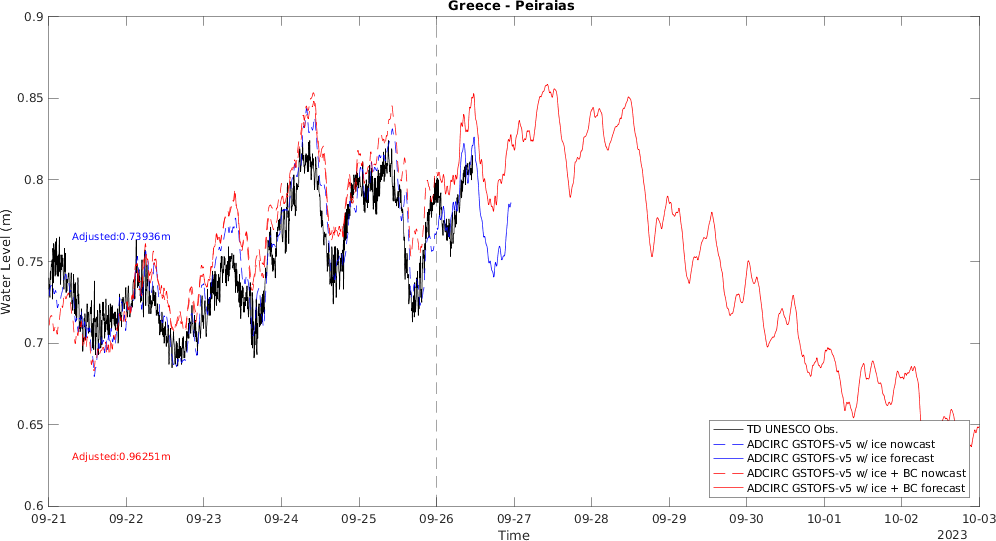 Greece - Peiraias
0.9
0.85
0.8
0.75
0.7
0.65
0.6
Water Level (m)
Adjusted:0.73936m
Adjusted:0.96251m
TD UNESCO Obs.
ADCIRC GSTOFS-v5 w/ ice nowcast
ADCIRC GSTOFS-v5 w/ ice forecast
ADCIRC GSTOFS-v5 w/ ice + BC nowcast
ADCIRC GSTOFS-v5 w/ ice + BC forecast
09-21 09-22 09-23 09-24 09-25 09-26 09-27 09-28 09-29 09-30 10-01 10-02 10-03
Time
2023